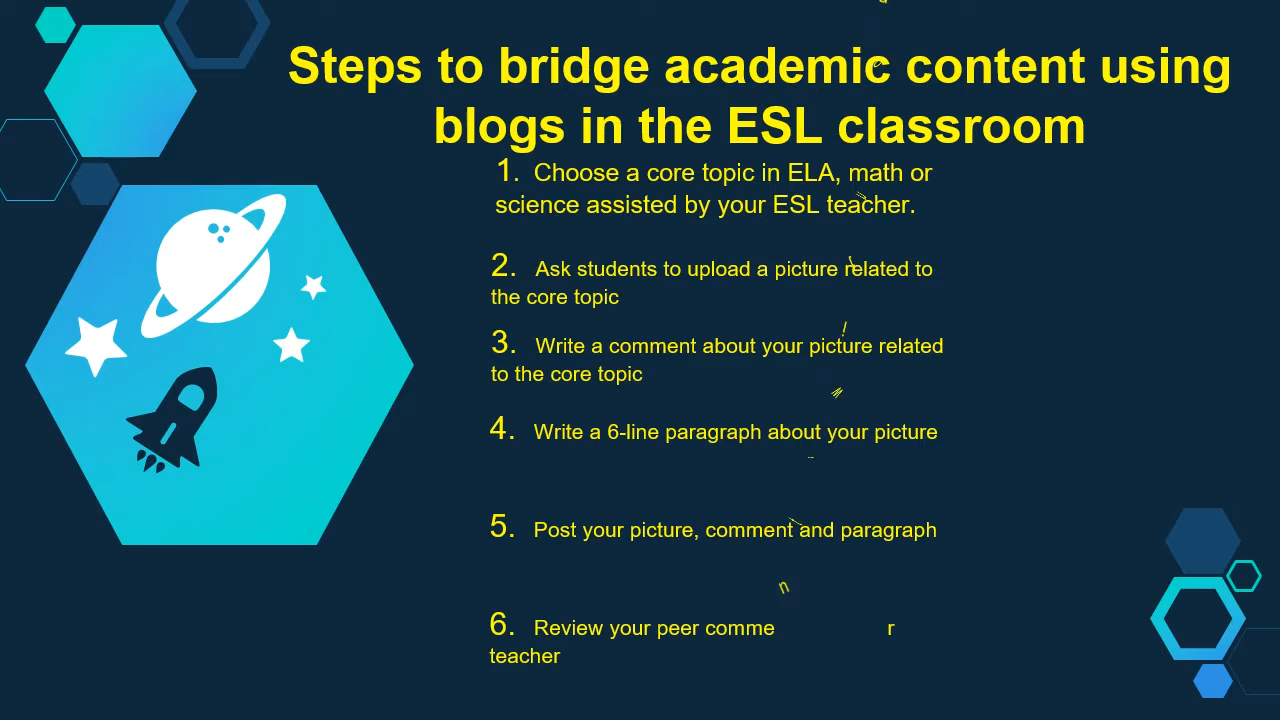 Steps to bridge academic content using
blogs in the ESL classroom
1. Choose a core topic in ELA, math or
science assisted by your ESL teacher.
2. Ask students to upload a picture related to
the core topic
3. Write a comment about your picture related
to the core topic
4. Write a 6-line paragraph about your picture
5. Post your picture, comment and paragraph
6. Review your peer comme r
teacher